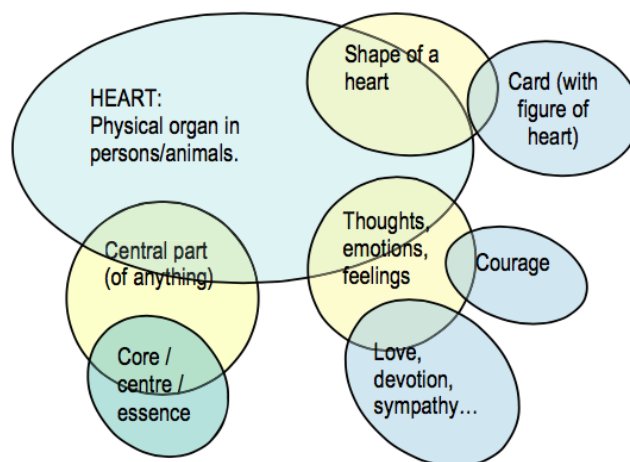 HEART:
Physical organ in
persons/animals.
Shape of a
heart
Card (with
figure of
heart)
Central part
(of anything)
Thoughts,
emotions,
feelings
Courage
Core /
centre /
essence
Love,
devotion,
sympathy…